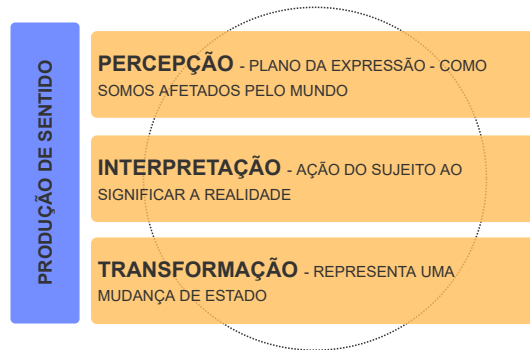 PRODUÇÃO DE SENTIDO
PERCEPÇÃO - PLANO DA EXPRESSÃO - COMO
SOMOS AFETADOS PELO MUNDO
INTERPRETAÇÃO - AÇÃO DO SUJEITO AO
SIGNIFICAR A REALIDADE
TRANSFORMAÇÃO - REPRESENTA UMA
MUDANÇA DE ESTADO